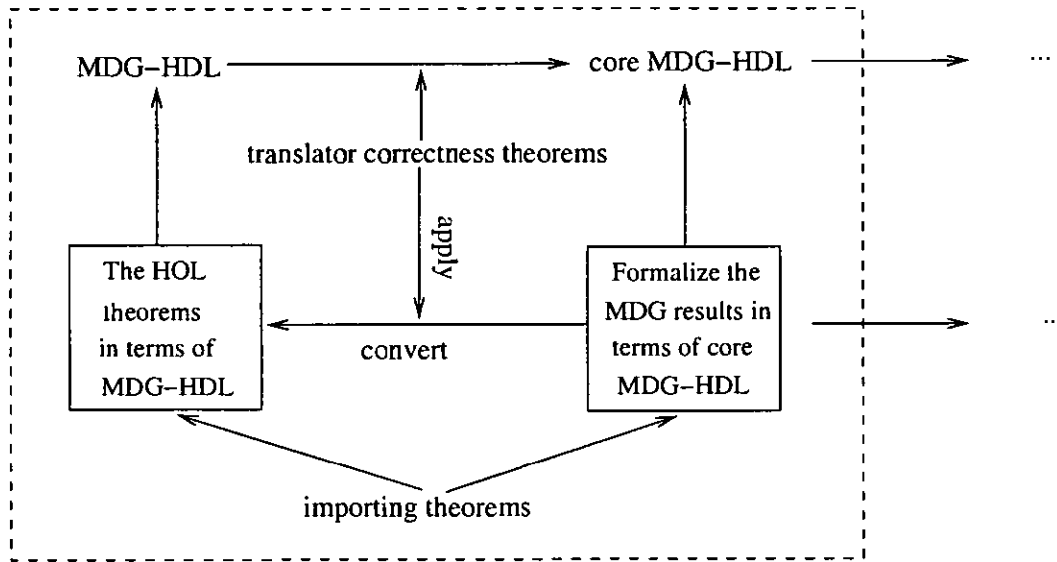 MDG–HDL
core MDG–HDL
...
translator correctness theorems
apply
The HOL
theorems
in terms of
MDG–HDL
Formalize the
MDG results in
terms of core
MDG–HDL
..
convert
importing theorems